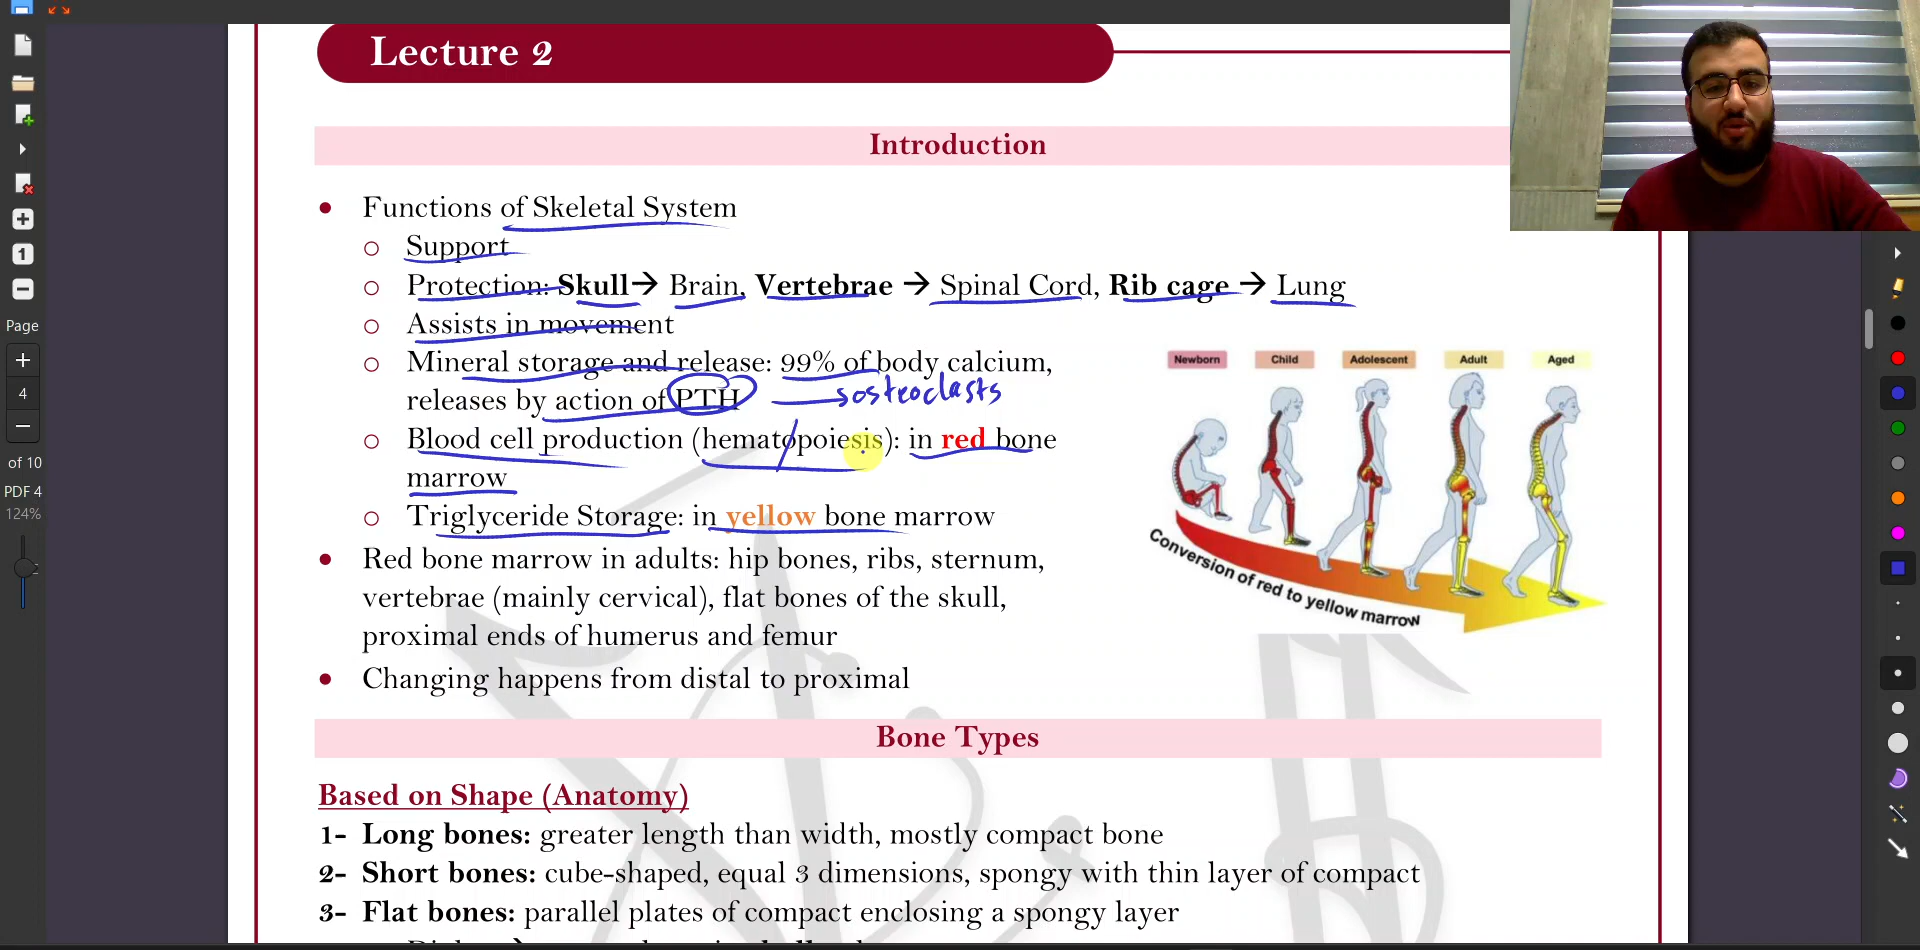 Lecture 2
Introduction
• Functions of Skeletal System
o Support
o Protection: Skull→ Brain, Vertebrae → Spinal Cord, Rib cage → Lung
o Assists in movement
o Mineral storage and release: 99% of body calcium,
releases by action of PTH
sosteoclasts
o Blood cell production (hematopoiesis): in red bone
marrow
o Triglyceride Storage: in yellow bone marrow
• Red bone marrow in adults: hip bones, ribs, sternum,
vertebrae (mainly cervical), flat bones of the skull,
proximal ends of humerus and femur
• Changing happens from distal to proximal
Newborn Child Adolescent Adult Aged
Conversion of red to yellow marrow
Bone Types
Based on Shape (Anatomy)
1- Long bones: greater length than width, mostly compact bone
2- Short bones: cube-shaped, equal 3 dimensions, spongy with thin layer of compact
3- Flat bones: parallel plates of compact enclosing a spongy layer
1
Page
4
of 10
PDF 4
124%